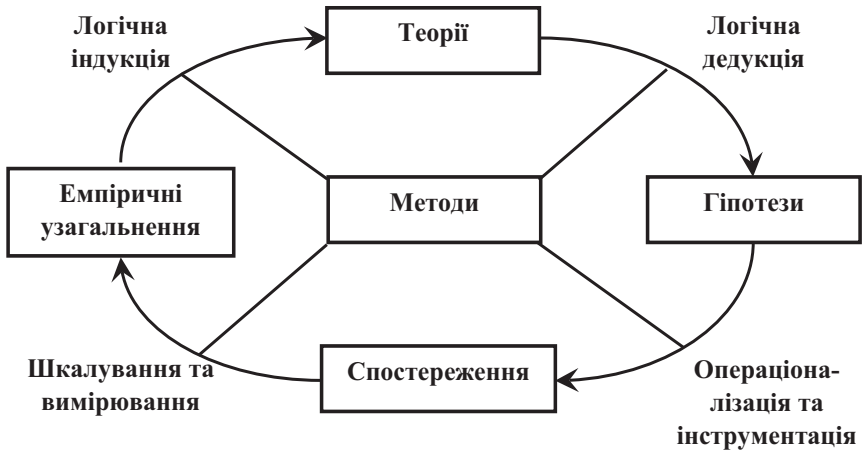 Логічна
індукція
Теорії
Логічна
дедукція
Емпіричні
узагальнення
Методи
Гіпотези
Шкалування та
вимірювання
Спостереження
Операціона-
лізація та
інструментація